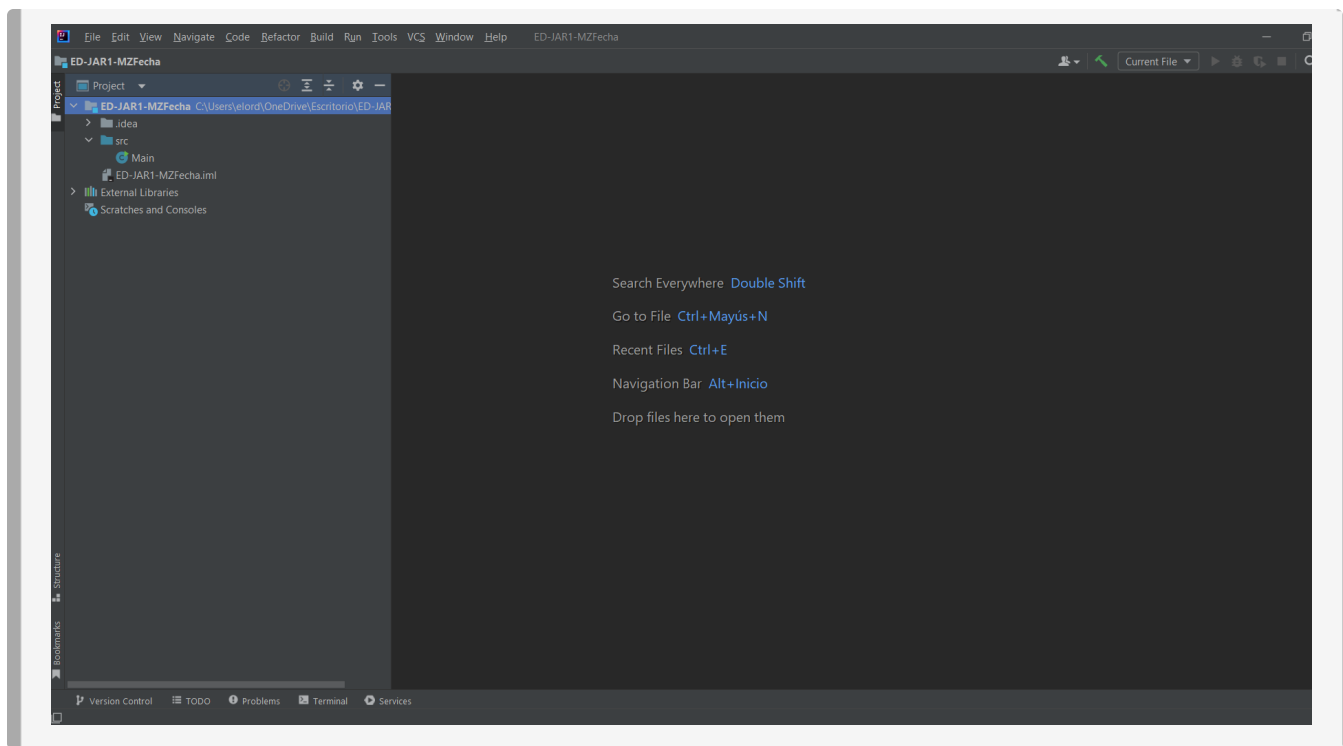 File Edit View Navigate Code Refactor Build Run Tools VCS Window Help ED-JAR1-MZFecha
ED-JAR1-MZFecha
Current File
Project
Project
ED-JAR1-MZFecha C:\Users\elord\OneDrive\Escritorio\ED-JAR
.idea
src
Main
ED-JAR1-MZFecha.iml
External Libraries
Scratches and Consoles
Search Everywhere Double Shift
Go to File Ctrl+Mayús+N
Recent Files Ctrl+E
Navigation Bar Alt+Inicio
Drop files here to open them
Structure
Bookmarks
Version Control TODO Problems Terminal Services